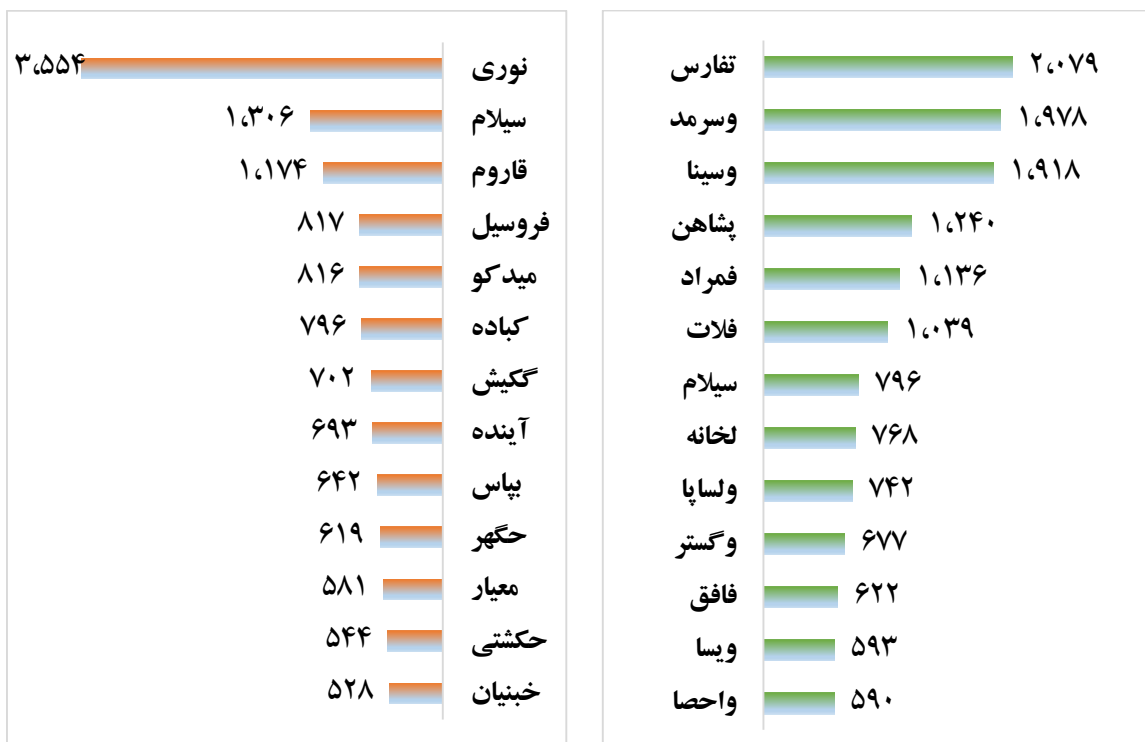 تفارس ۲،۰۷۹
وسرمد ۱،۹۷۸
وسینا ۱،۹۱۸
پشاهن ۱،۲۴۰
فمراد ۱،۱۳۶
فلات ۱،۰۳۹
سیلام ۷۹۶
لخانه ۷۶۸
ولساپا ۷۴۲
وگستر ۶۷۷
فافق ۶۲۲
ویسا ۵۹۳
واحصا ۵۹۰
نوری ۳،۵۵۴
سیلام ۱،۳۰۶
قاروم ۱،۱۷۴
فروسیل ۸۱۷
میدکو ۸۱۶
کباده ۷۹۶
گکیش ۷۰۲
آینده ۶۹۳
بپاس ۶۴۲
حگهر ۶۱۹
معیار ۵۸۱
حکشتی ۵۴۴
خبنیان ۵۲۸